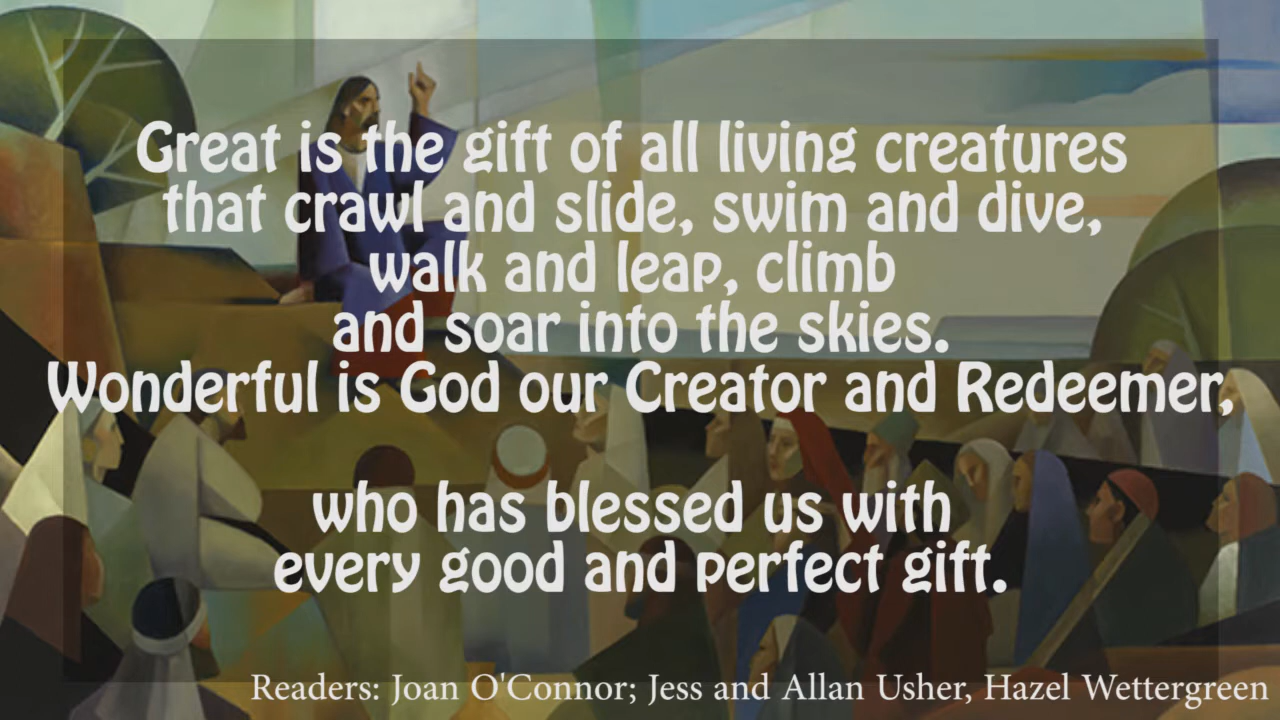 Great is the gift of all living creatures
that crawl and slide, swim and dive,
walk and leap, climb
and soar into the skies.
Wonderful is God our Creator and Redeemer,
who has blessed us with
every good and perfect gift.
Readers: Joan O'Connor; Jess and Allan Usher, Hazel Wettergreen